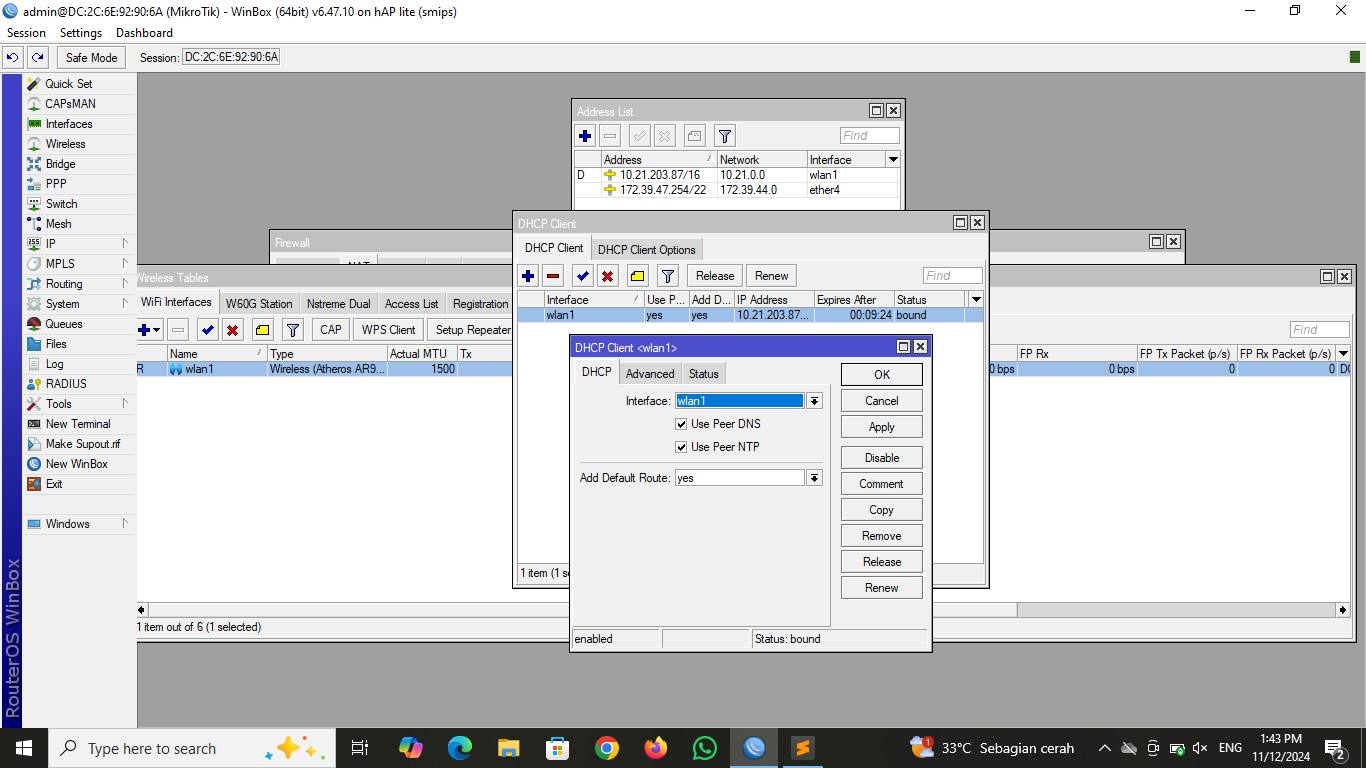 admin@DC:2C:6E:92:90:6A (MikroTik) - WinBox (64bit) v6.47.10 on hAP lite (smips)
Session Settings Dashboard
Safe Mode Session: DC:2C:6E:92:90:6A
Quick Set
CAPsMAN
Interfaces
Wireless
Bridge
PPP
Switch
Mesh
IP
MPLS
Routing
System
Queues
Files
Log
RADIUS
Tools
New Terminal
Make Supout.rif
New WinBox
Exit
Windows
RouterOS WinBox
Address List
Find
Address Network Interface
D 10.21.203.87/16 10.21.0.0 wlan1
172.39.47.254/22 172.39.44.0 ether4
Firewall
NAT
Wireless Tables
WiFi Interfaces W60G Station Nstreme Dual Access List Registration
CAP WPS Client Setup Repeater
Find
Name Type Actual MTU Tx FP Rx FP Tx Packet (p/s) FP Rx Packet (p/s)
R wlan1 Wireless (Atheros AR9... 1500 0 bps 0 bps 0 0
1 item out of 6 (1 selected)
DHCP Client
DHCP Client DHCP Client Options
Release Renew Find
Interface Use P... Add D... IP Address Expires After Status
wlan1 yes yes 10.21.203.87... 00:09:24 bound
1 item (1 se
DHCP Client <wlan1>
DHCP Advanced Status
Interface: wlan1
Use Peer DNS
Use Peer NTP
Add Default Route: yes
OK
Cancel
Apply
Disable
Comment
Copy
Remove
Release
Renew
enabled Status: bound
Type here to search
33°C Sebagian cerah
ENG
1:43 PM
11/12/2024
1
2